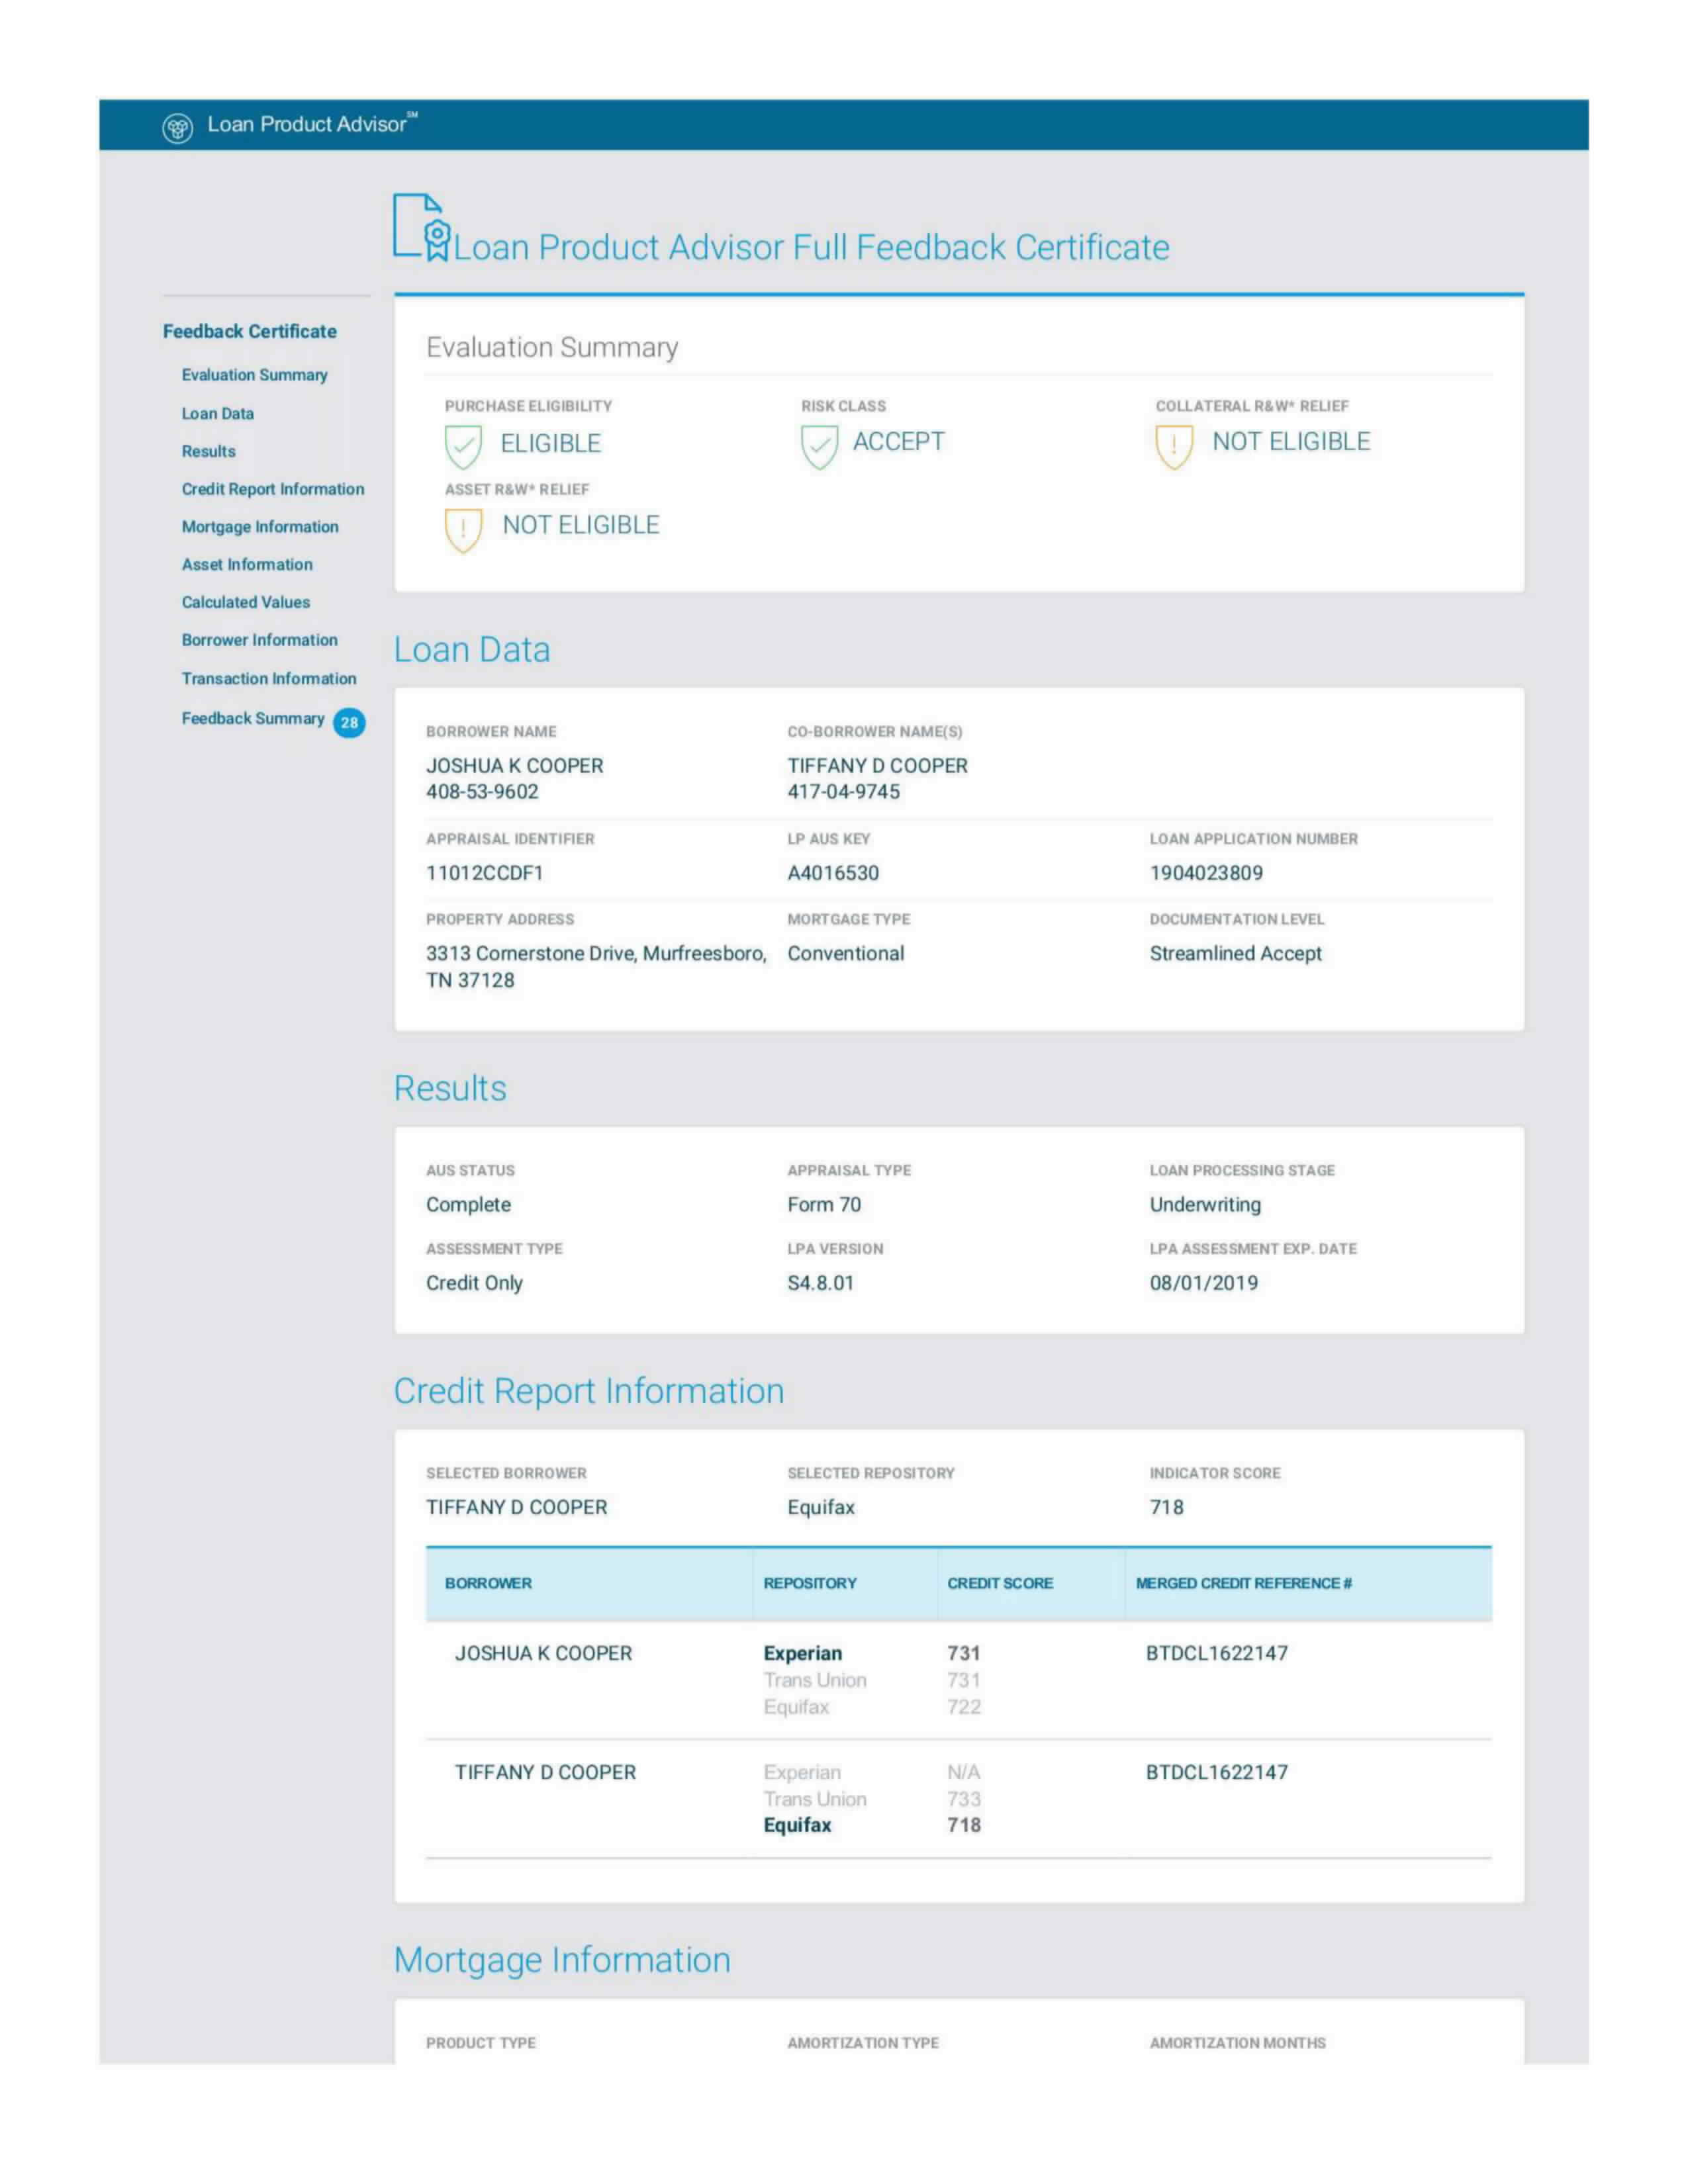 Loan Product Advisor℠
Loan Product Advisor Full Feedback Certificate
Feedback Certificate
Evaluation Summary
Loan Data
Results
Credit Report Information
Mortgage Information
Asset Information
Calculated Values
Borrower Information
Transaction Information
Feedback Summary 28
Evaluation Summary
PURCHASE ELIGIBILITY RISK CLASS COLLATERAL R&W* RELIEF
ELIGIBLE ACCEPT NOT ELIGIBLE
ASSET R&W* RELIEF
NOT ELIGIBLE
Loan Data
BORROWER NAME CO-BORROWER NAME(S)
JOSHUA K COOPER TIFFANY D COOPER
408-53-9602 417-04-9745
APPRAISAL IDENTIFIER LP AUS KEY LOAN APPLICATION NUMBER
11012CCDF1 A4016530 1904023809
PROPERTY ADDRESS MORTGAGE TYPE DOCUMENTATION LEVEL
3313 Cornerstone Drive, Murfreesboro, Conventional Streamlined Accept
TN 37128
Results
AUS STATUS APPRAISAL TYPE LOAN PROCESSING STAGE
Complete Form 70 Underwriting
ASSESSMENT TYPE LPA VERSION LPA ASSESSMENT EXP. DATE
Credit Only S4.8.01 08/01/2019
Credit Report Information
SELECTED BORROWER SELECTED REPOSITORY INDICATOR SCORE
TIFFANY D COOPER Equifax 718
BORROWER REPOSITORY CREDIT SCORE MERGED CREDIT REFERENCE #
JOSHUA K COOPER Experian 731 BTDCL1622147
Trans Union 731
Equifax 722
TIFFANY D COOPER Experian N/A BTDCL1622147
Trans Union 733
Equifax 718
Mortgage Information
PRODUCT TYPE AMORTIZATION TYPE AMORTIZATION MONTHS